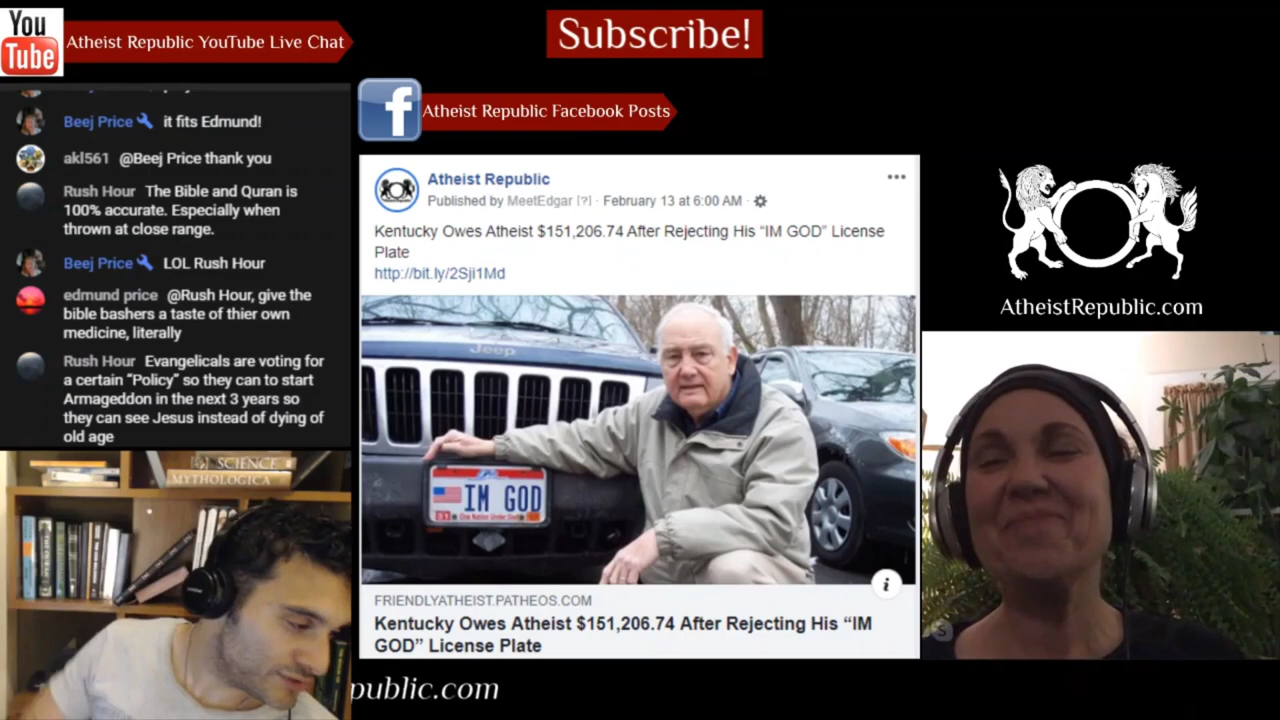 You
Tube
Atheist Republic YouTube Live Chat
Subscribe!
Beej Price it fits Edmund!
akl561 @Beej Price thank you
Rush Hour The Bible and Quran is
100% accurate. Especially when
thrown at close range.
Beej Price LOL Rush Hour
edmund price @Rush Hour, give the
bible bashers a taste of thier own
medicine, literally
Rush Hour Evangelicals are voting for
a certain “Policy” so they can to start
Armageddon in the next 3 years so
they can see Jesus instead of dying of
old age
SCIENCE
MYTHOLOGICA
f
Atheist Republic Facebook Posts
Atheist Republic
Published by MeetEdgar [?] · February 13 at 6:00 AM ·
Kentucky Owes Atheist $151,206.74 After Rejecting His “IM GOD” License
Plate
http://bit.ly/2Sji1Md
Jeep
IM GOD
One Nation Under God
i
FRIENDLYATHEIST.PATHEOS.COM
Kentucky Owes Atheist $151,206.74 After Rejecting His “IM
GOD” License Plate
public.com
AtheistRepublic.com
S